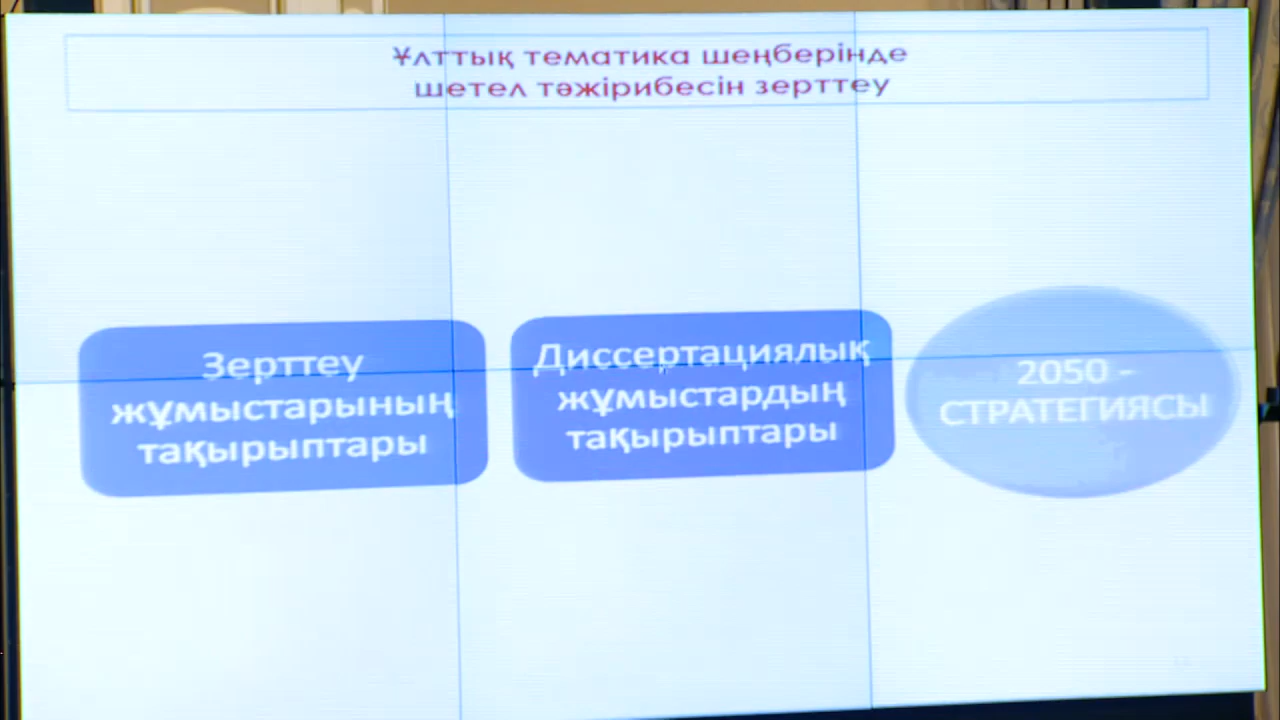 Ұлттық тематика шеңберінде
шетел тәжірибесін зерттеу
Зерттеу
жұмыстарының
тақырыптары
Диссертациялық
жұмыстардың
тақырыптары
2050 -
СТРАТЕГИЯСЫ